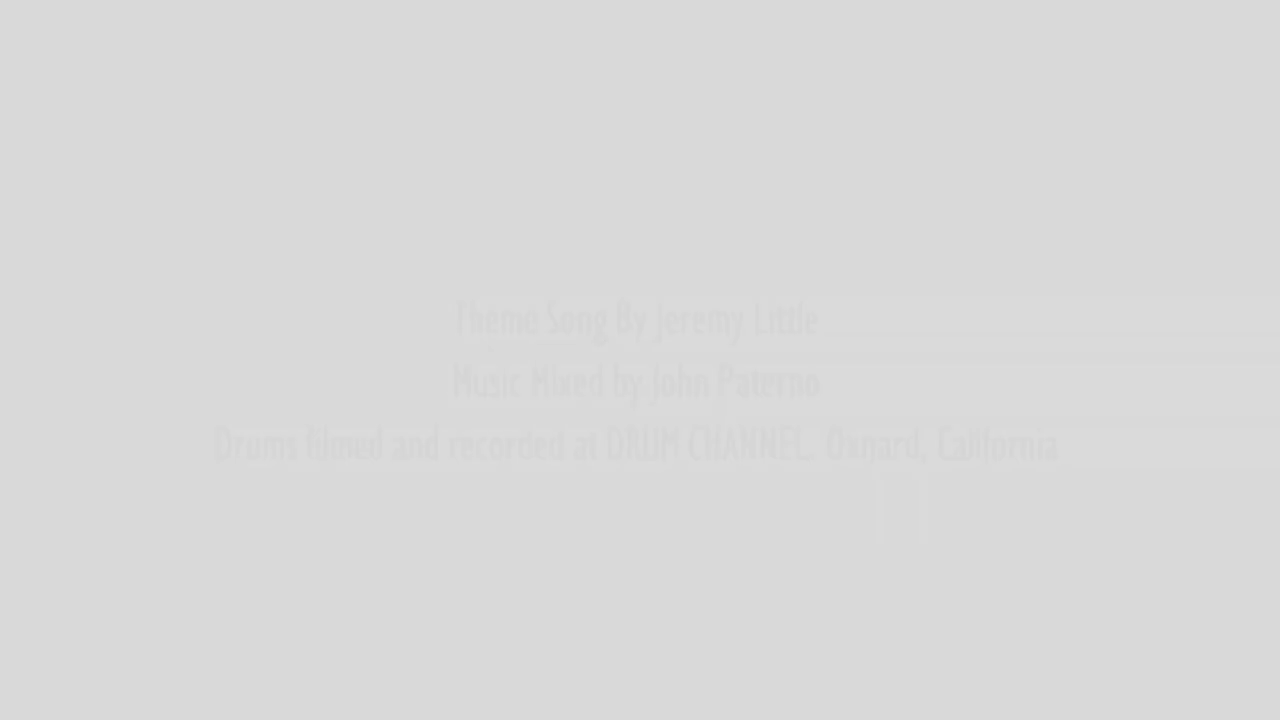 Theme Song By Jeremy Little
Music Mixed by John Paterno
Drums filmed and recorded at DRUM CHANNEL. Oxnard, California